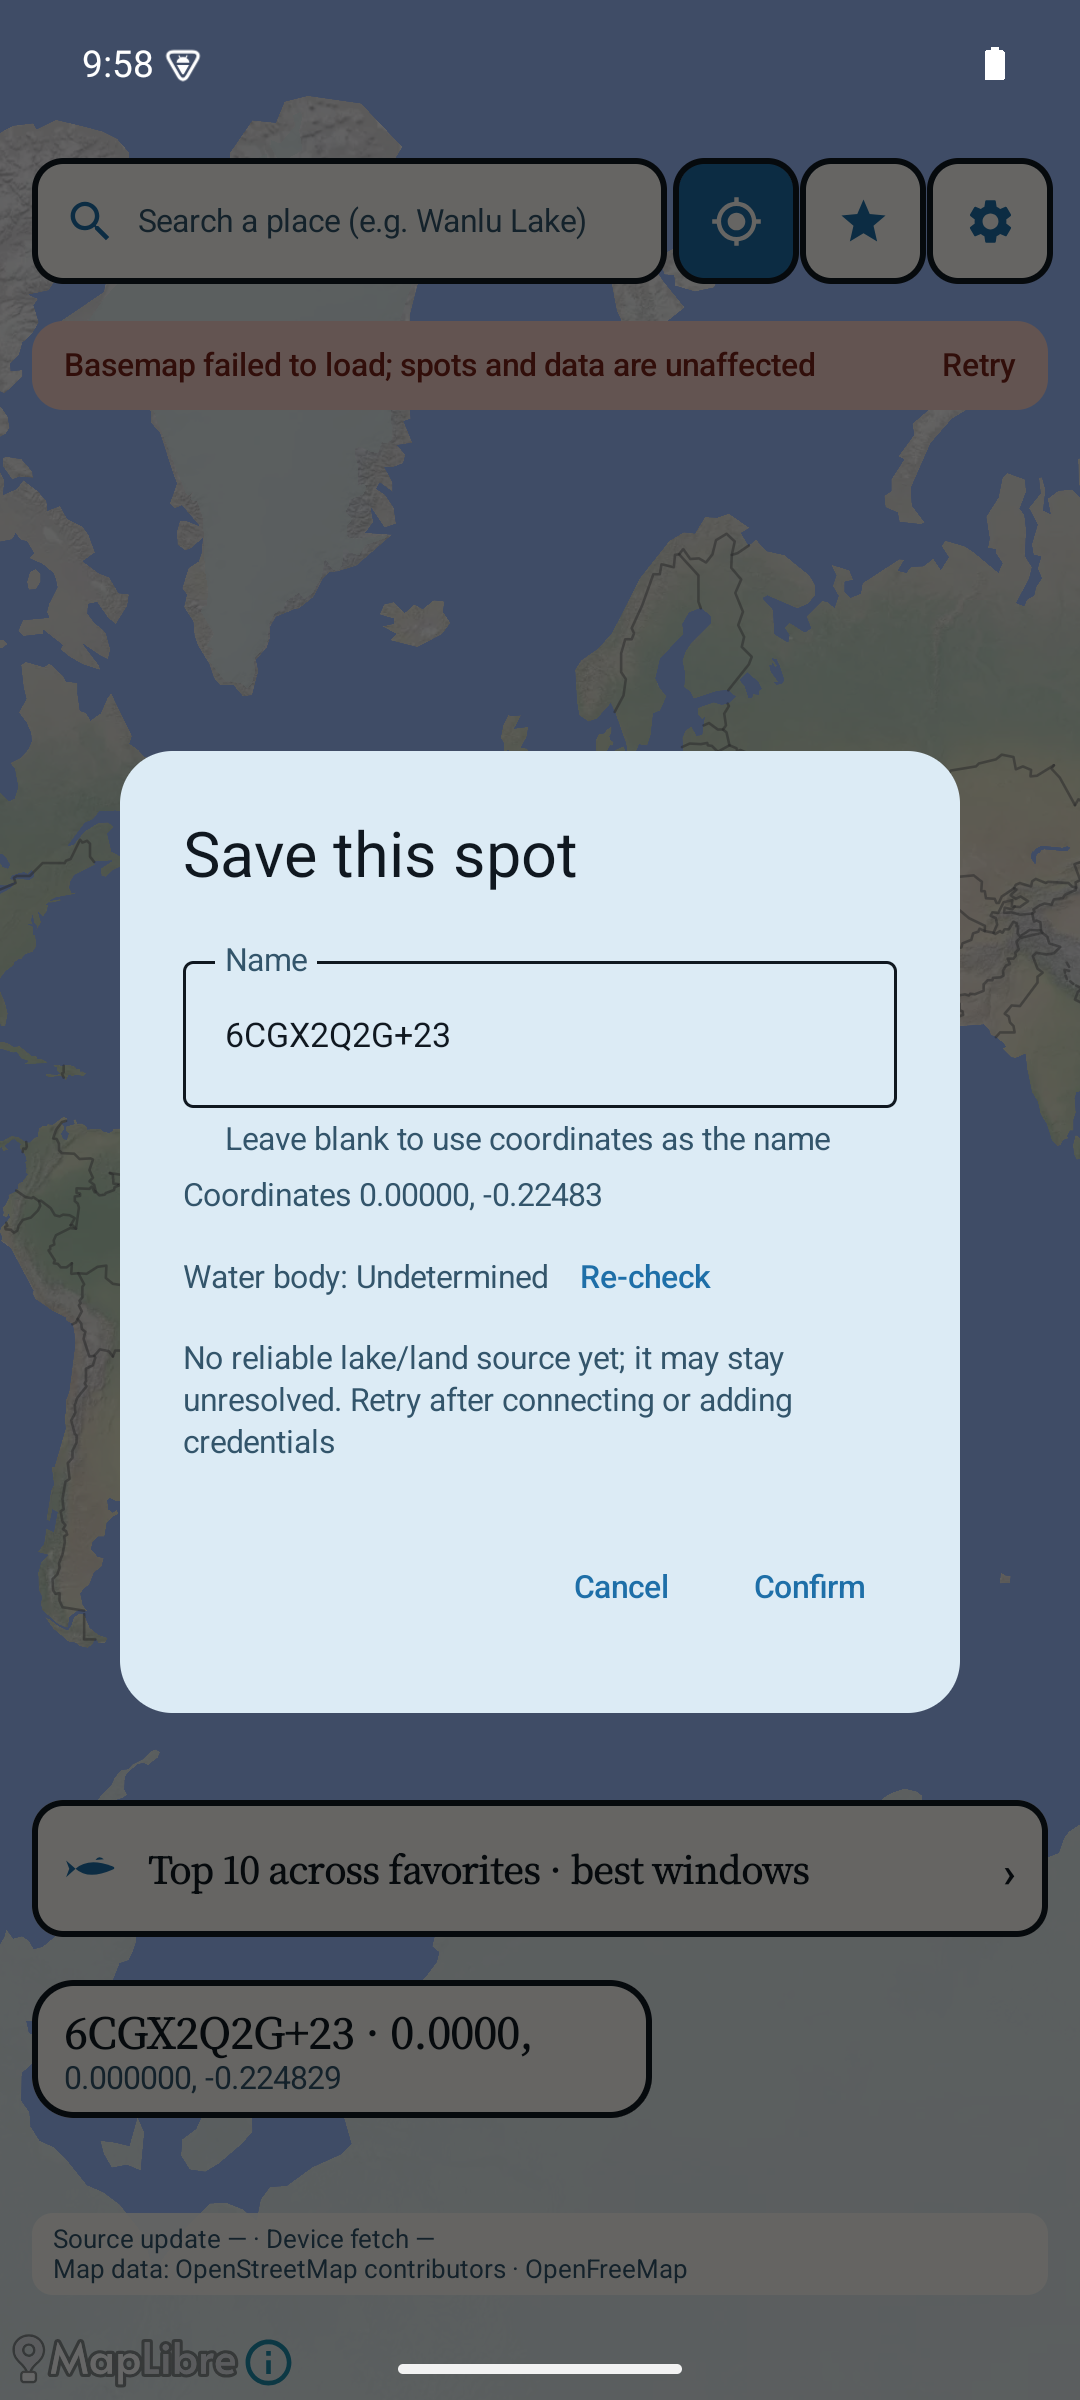 9:58
Search a place (e.g. Wanlu Lake)
Basemap failed to load; spots and data are unaffected Retry
Save this spot
Name
6CGX2Q2G+23
Leave blank to use coordinates as the name
Coordinates 0.00000, -0.22483
Water body: Undetermined Re-check
No reliable lake/land source yet; it may stay
unresolved. Retry after connecting or adding
credentials
Cancel Confirm
Top 10 across favorites · best windows ›
6CGX2Q2G+23 · 0.0000,
0.000000, -0.224829
Source update — · Device fetch —
Map data: OpenStreetMap contributors · OpenFreeMap
MapLibre